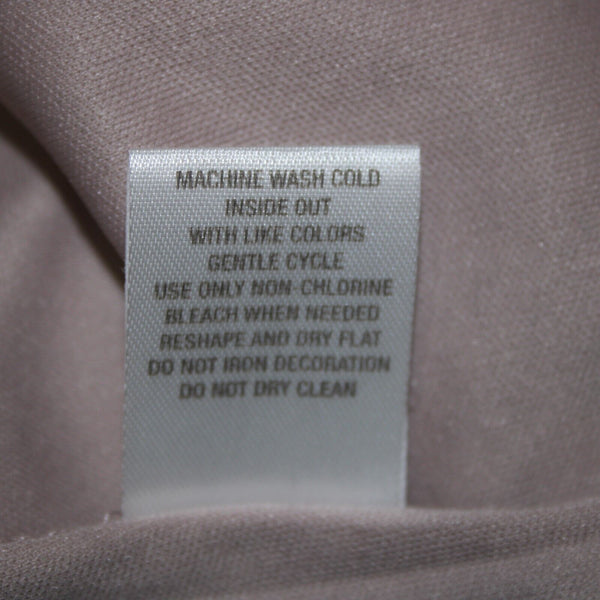 MACHINE WASH COLD
INSIDE OUT
WITH LIKE COLORS
GENTLE CYCLE
USE ONLY NON-CHLORINE
BLEACH WHEN NEEDED
RESHAPE AND DRY FLAT
DO NOT IRON DECORATION
DO NOT DRY CLEAN